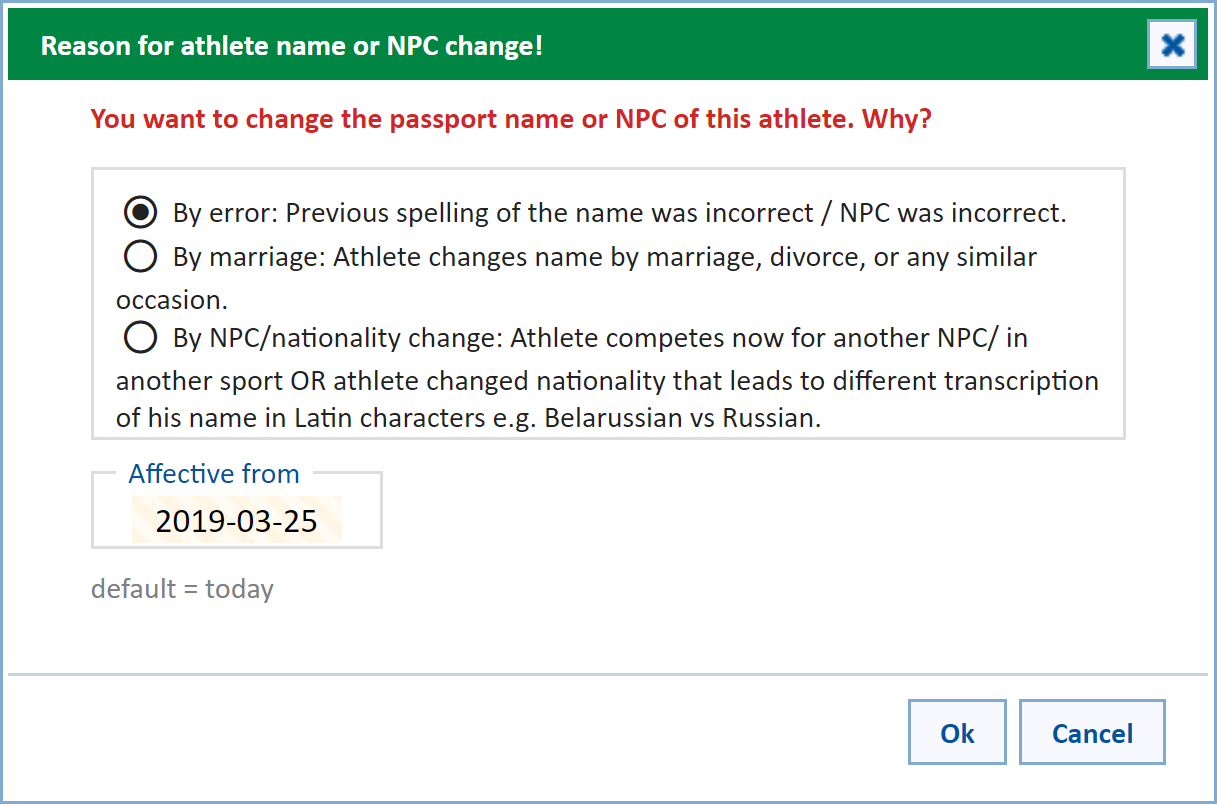 Reason for athlete name or NPC change!
You want to change the passport name or NPC of this athlete. Why?
By error: Previous spelling of the name was incorrect / NPC was incorrect.
By marriage: Athlete changes name by marriage, divorce, or any similar
occasion.
By NPC/nationality change: Athlete competes now for another NPC/ in
another sport OR athlete changed nationality that leads to different transcription
of his name in Latin characters e.g. Belarussian vs Russian.
Affective from
2019-03-25
default = today
Ok
Cancel